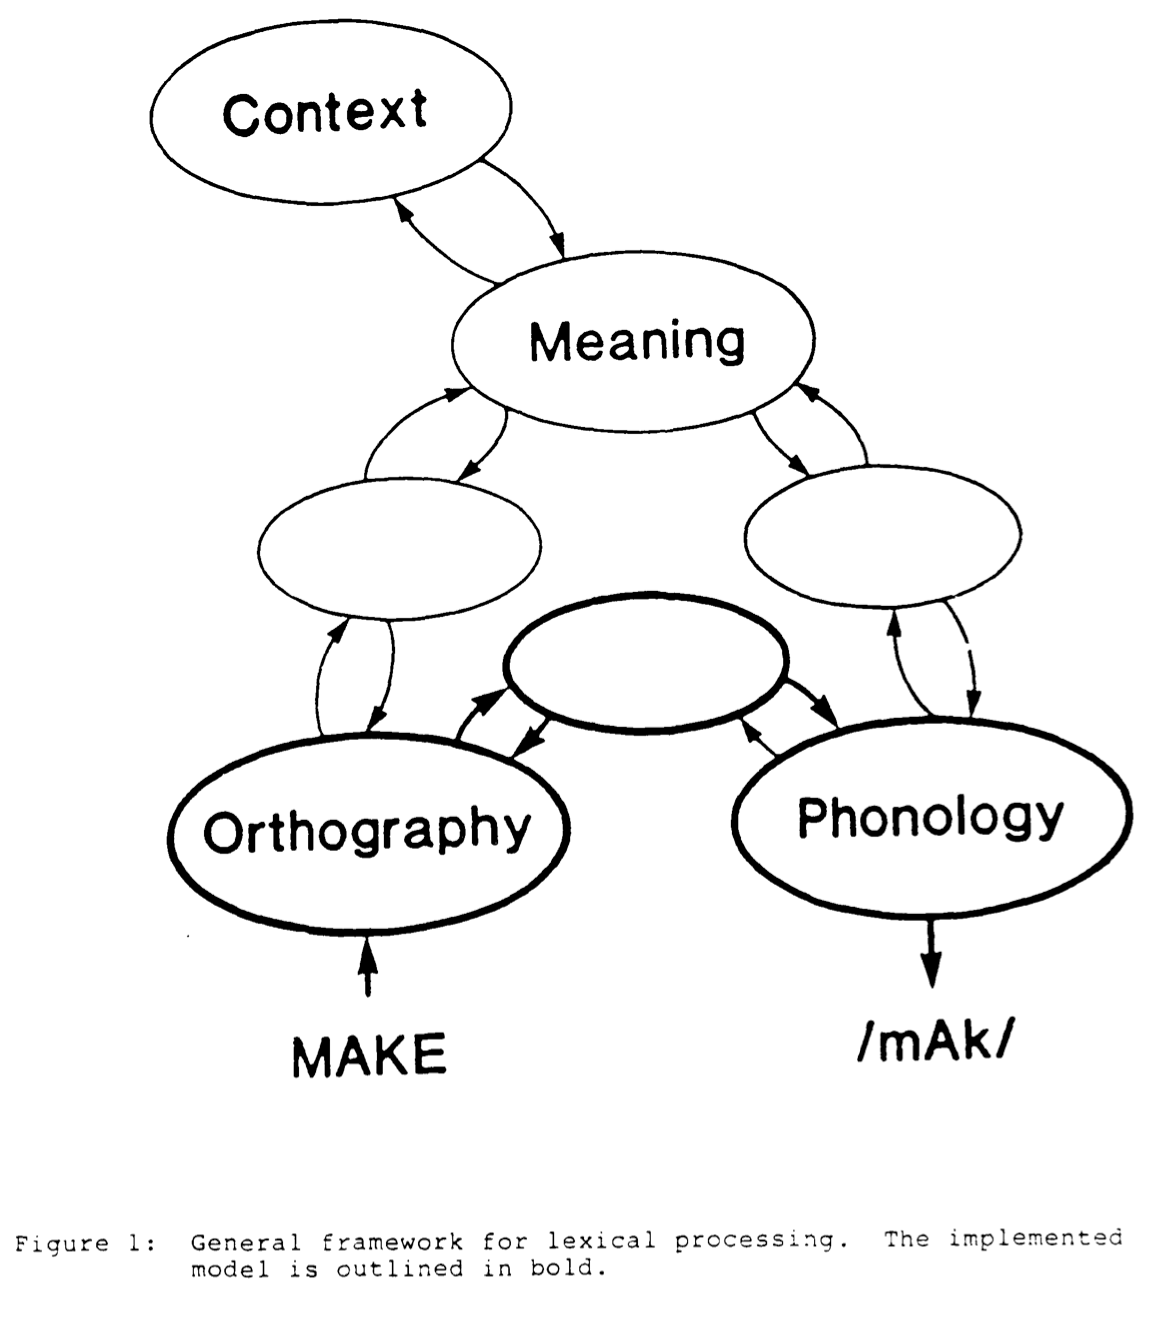 Context
Meaning
Orthography
Phonology
MAKE
/mAk/
Figure 1: General framework for lexical processing. The implemented
model is outlined in bold.